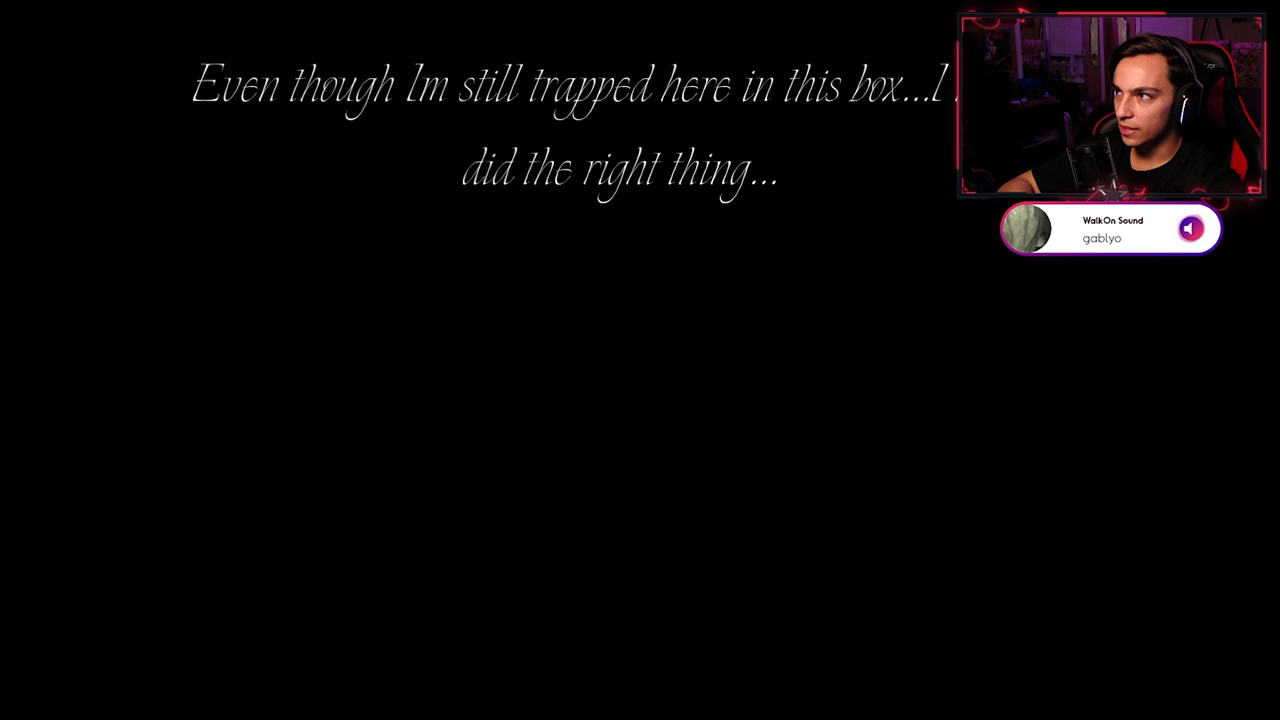 Even though Im still trapped here in this box...I
did the right thing...
WalkOn Sound
gablyo